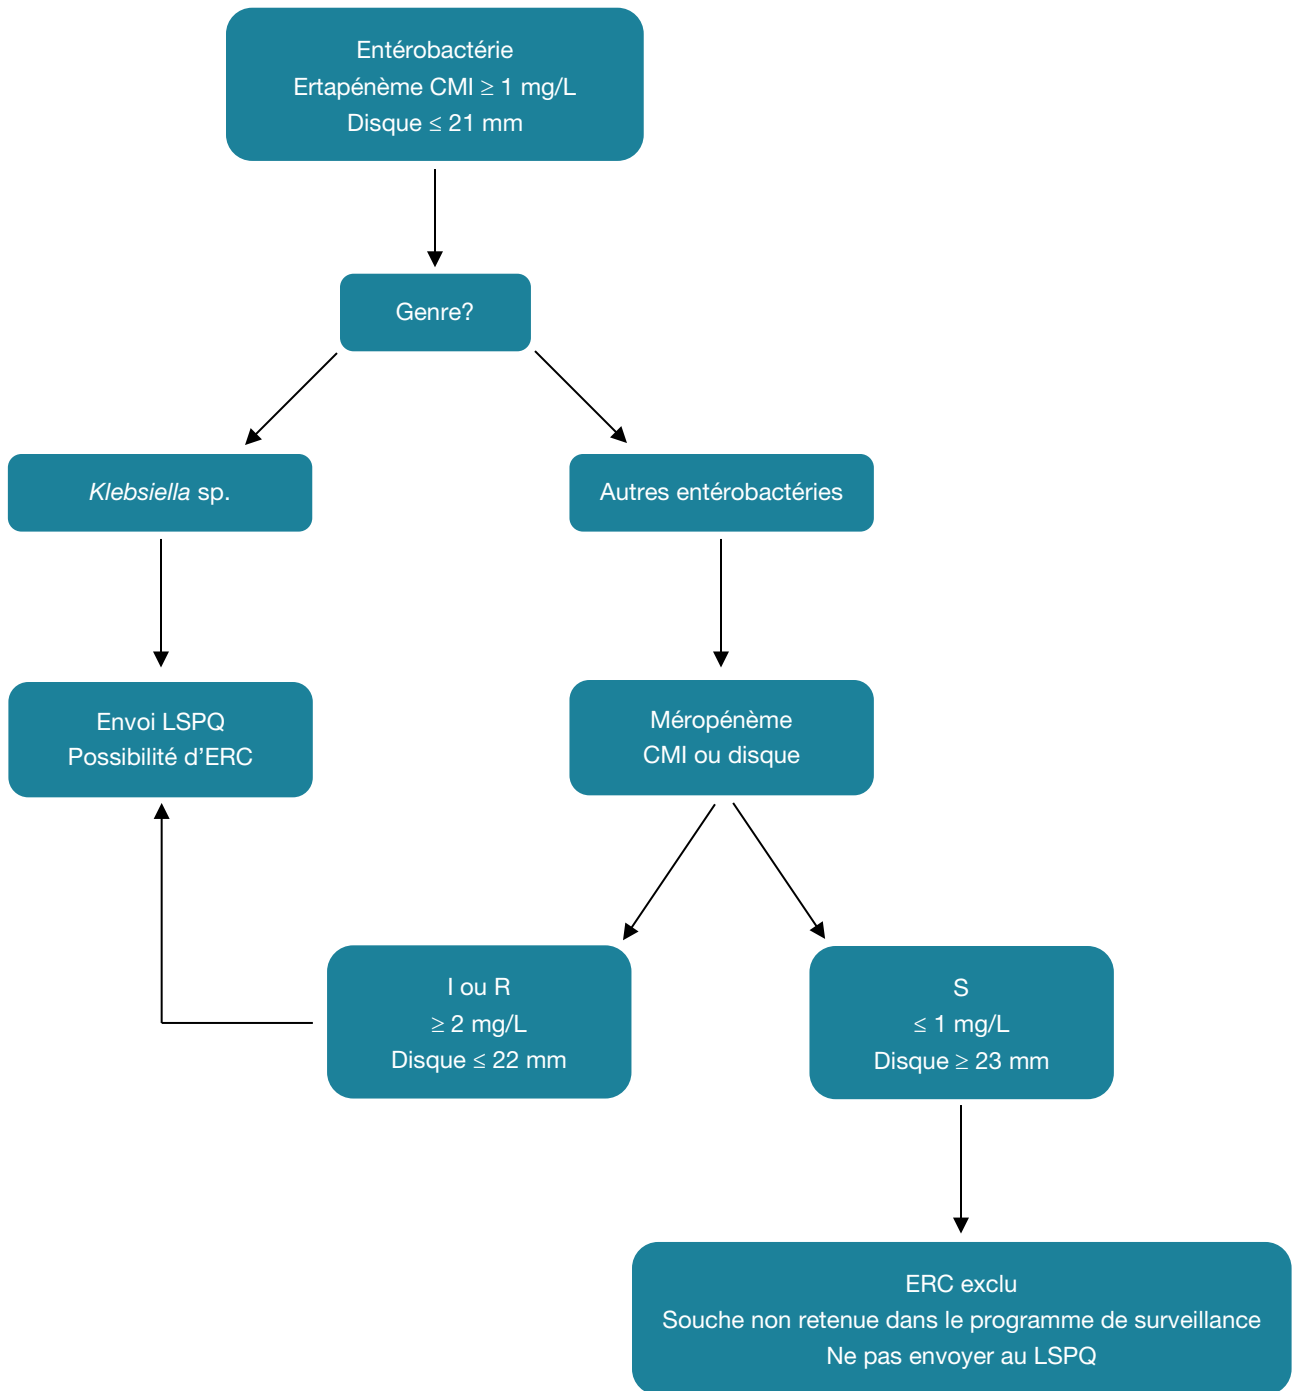 Entérobactérie
Ertapénème CMI ≥ 1 mg/L
Disque ≤ 21 mm
Genre?
Klebsiella sp.
Autres entérobactéries
Envoi LSPQ
Possibilité d’ERC
Méropénème
CMI ou disque
I ou R
≥ 2 mg/L
Disque ≤ 22 mm
S
≤ 1 mg/L
Disque ≥ 23 mm
ERC exclu
Souche non retenue dans le programme de surveillance
Ne pas envoyer au LSPQ